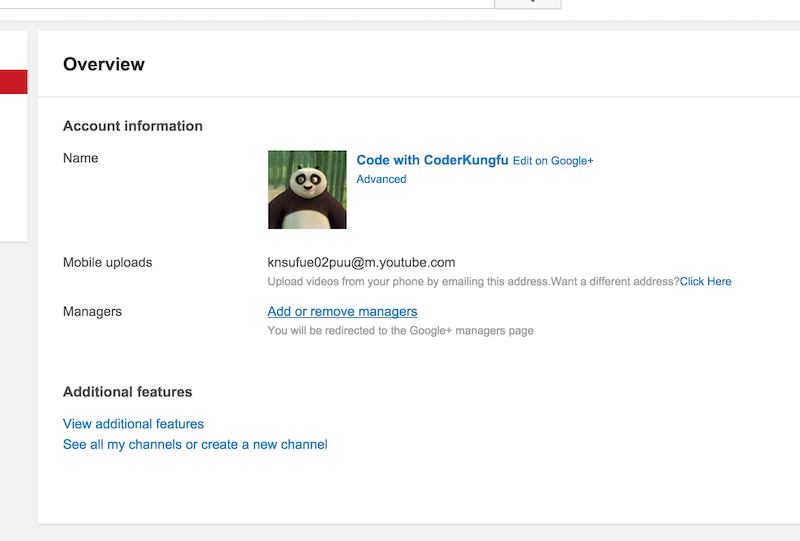 Overview
Account information
Name
Code with CoderKungfu Edit on Google+
Advanced
Mobile uploads
knsufue02puu@m.youtube.com
Upload videos from your phone by emailing this address.Want a different address?Click Here
Managers
Add or remove managers
You will be redirected to the Google+ managers page
Additional features
View additional features
See all my channels or create a new channel